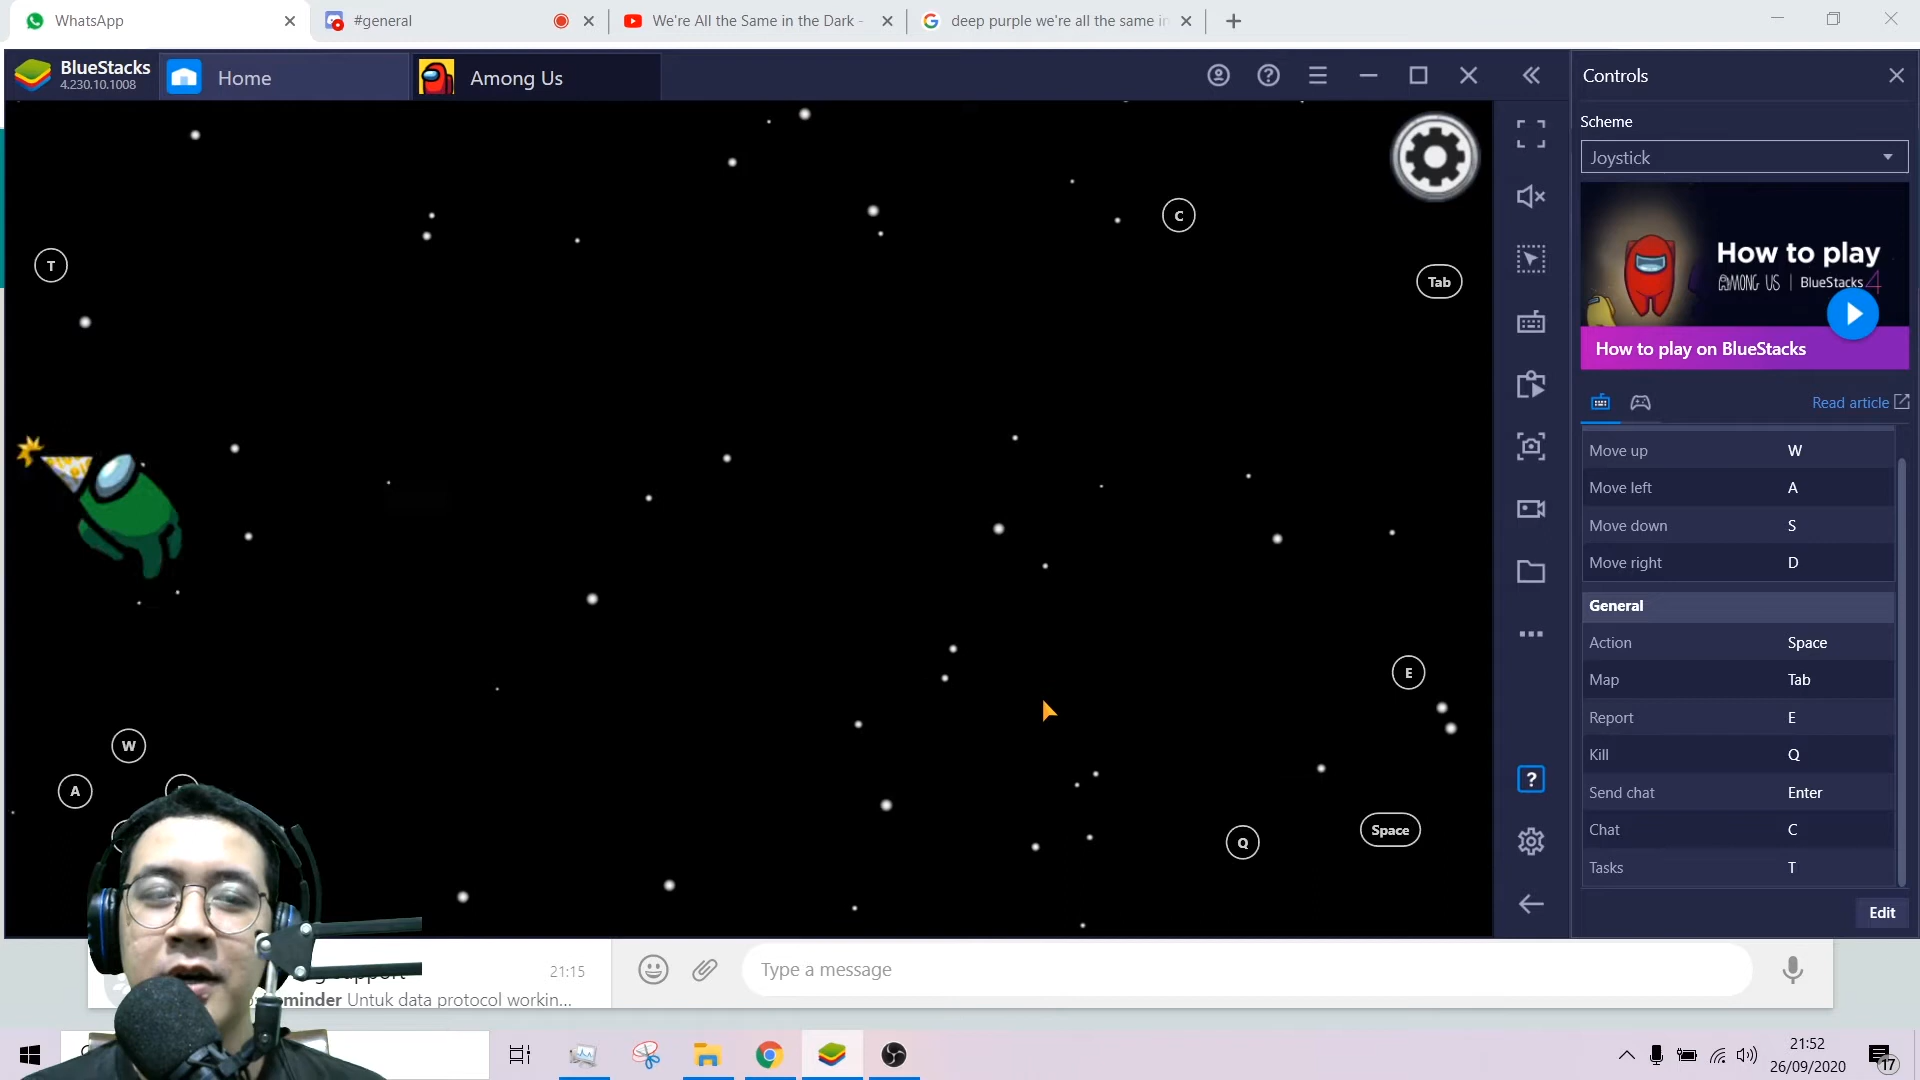 WhatsApp
#general
We're All the Same in the Dark -
deep purple we're all the same in
BlueStacks
4.230.10.1008
Home
Among Us
Controls
Scheme
Joystick
How to play
AMONG US | BlueStacks 4
How to play on BlueStacks
Read article
Move up W
Move left A
Move down S
Move right D
General
Action Space
Map Tab
Report E
Kill Q
Send chat Enter
Chat C
Tasks T
Edit
C
T
Tab
E
W
A
Space
Q
?
21:15
Type a message
minder Untuk data protocol workin...
21:52
26/09/2020
17